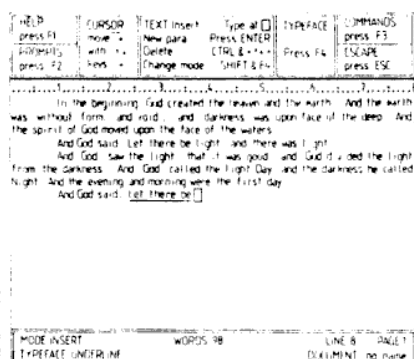 HELP press F1
CURSOR move with keys
TEXT Insert Type at
New para Press ENTER
Delete CTRL &
Change mode SHIFT & F4
TYPEFACE Press F4
COMMANDS press F3
PROMPTS press F2
ESCAPE press ESC
In the beginning God created the heaven and the earth And the earth
was without form, and void, and darkness was upon face of the deep And
the spirit of God moved upon the face of the waters
And God said Let there be light and there was light
And God saw the light that it was good and God divided the light
from the darkness And God called the light Day and the darkness he called
Night And the evening and morning were the first day
And God said: Let there be
MODE INSERT WORDS 98 LINE 8 PAGE 1
TYPEFACE UNDERLINE DOCUMENT no name